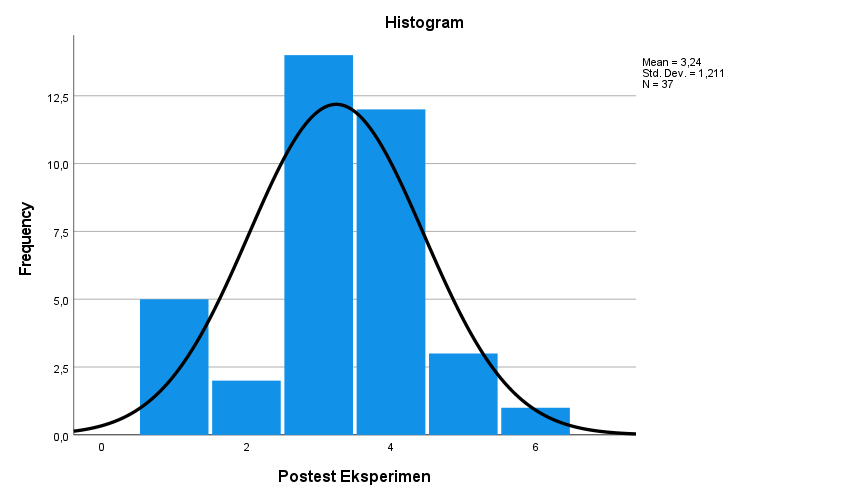 Histogram
Mean = 3,24
Std. Dev. = 1,211
N = 37
12,5
10,0
7,5
5,0
2,5
0,0
Frequency
0 2 4 6
Postest Eksperimen